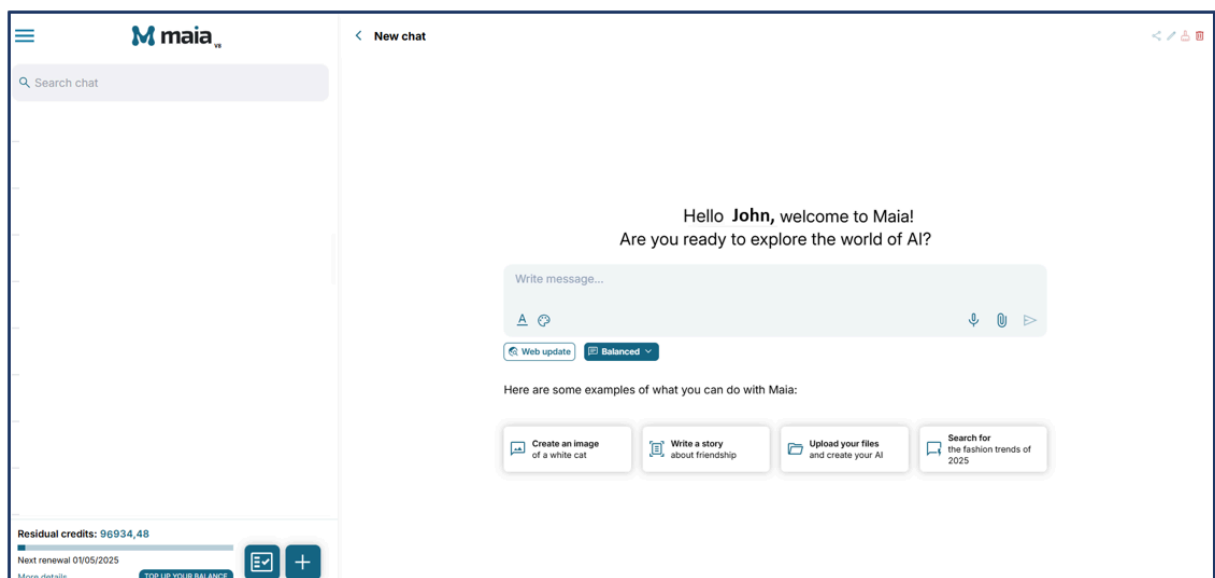 maia
New chat
Search chat
Hello John, welcome to Maia!
Are you ready to explore the world of AI?
Write message...
A
Web update
Balanced
Here are some examples of what you can do with Maia:
Create an image
of a white cat
Write a story
about friendship
Upload your files
and create your AI
Search for
the fashion trends of
2025
Residual credits: 96934,48
Next renewal 01/05/2025
More details
TOP UP YOUR BALANCE